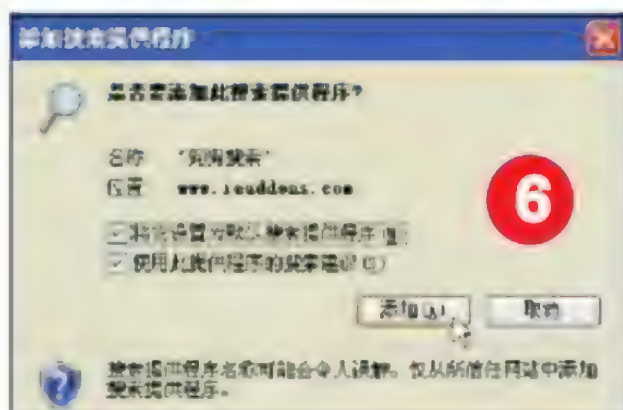 添加搜索提供程序
是否要添加此搜索提供程序?
名称 搜索"
位置
6
将它设置为默认搜索提供程序
使用此提供程序的搜索建议
添加(A) 取消
搜索提供程序名称可能会令人误解。仅从所信任网站中添加
搜索提供程序。